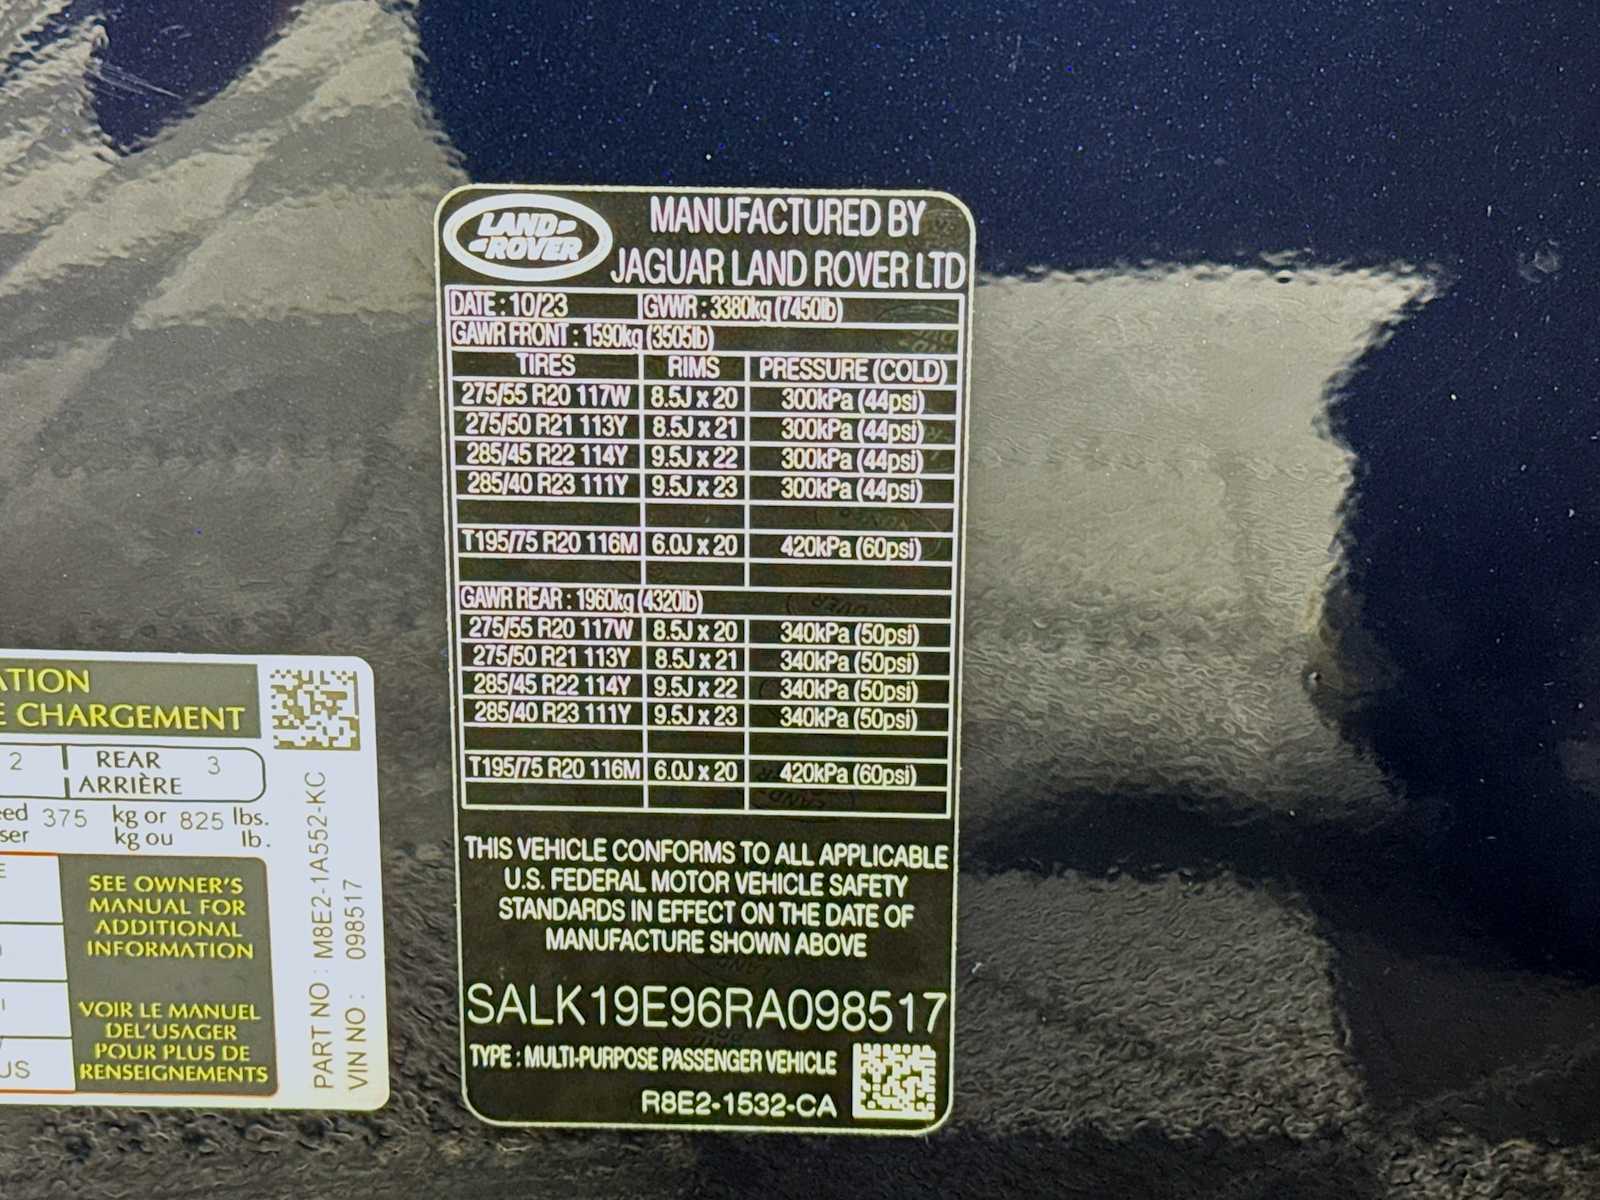 LAND ROVER
MANUFACTURED BY
JAGUAR LAND ROVER LTD
DATE : 10/23 GVWR : 3380kg (7450lb)
GAWR FRONT : 1590kg (3505lb)
TIRES RIMS PRESSURE (COLD)
275/55 R20 117W 8.5J x 20 300kPa (44psi)
275/50 R21 113Y 8.5J x 21 300kPa (44psi)
285/45 R22 114Y 9.5J x 22 300kPa (44psi)
285/40 R23 111Y 9.5J x 23 300kPa (44psi)
T195/75 R20 116M 6.0J x 20 420kPa (60psi)
GAWR REAR : 1960kg (4320lb)
275/55 R20 117W 8.5J x 20 340kPa (50psi)
275/50 R21 113Y 8.5J x 21 340kPa (50psi)
285/45 R22 114Y 9.5J x 22 340kPa (50psi)
285/40 R23 111Y 9.5J x 23 340kPa (50psi)
T195/75 R20 116M 6.0J x 20 420kPa (60psi)
THIS VEHICLE CONFORMS TO ALL APPLICABLE
U.S. FEDERAL MOTOR VEHICLE SAFETY
STANDARDS IN EFFECT ON THE DATE OF
MANUFACTURE SHOWN ABOVE
SALK19E96RA098517
TYPE : MULTI-PURPOSE PASSENGER VEHICLE
R8E2-1532-CA
ATION
E CHARGEMENT
2 REAR 3
ARRIÈRE
eed 375 kg or 825 lbs.
ser kg ou lb.
SEE OWNER'S
MANUAL FOR
ADDITIONAL
INFORMATION
VOIR LE MANUEL
DEL'USAGER
POUR PLUS DE
RENSEIGNEMENTS
US
PART NO : M8E2-1A552-KC
VIN NO : 098517